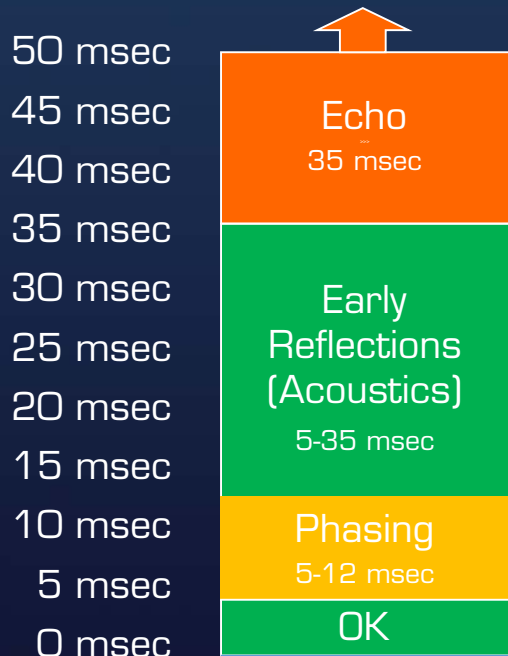 50 msec
45 msec
40 msec
35 msec
30 msec
25 msec
20 msec
15 msec
10 msec
5 msec
0 msec
Echo
35 msec
Early
Reflections
(Acoustics)
5-35 msec
Phasing
5-12 msec
OK